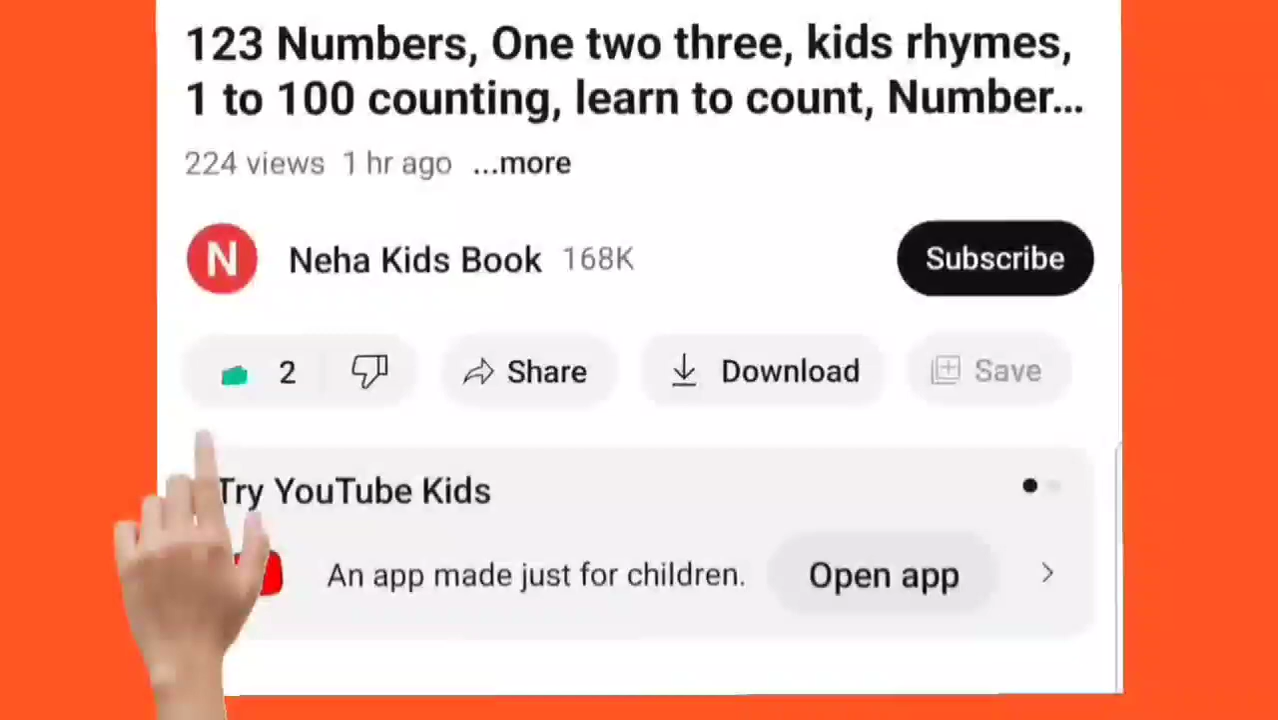 123 Numbers, One two three, kids rhymes,
1 to 100 counting, learn to count, Number...
224 views 1 hr ago ...more
N Neha Kids Book 168K Subscribe
2 Share Download Save
Try YouTube Kids
An app made just for children. Open app